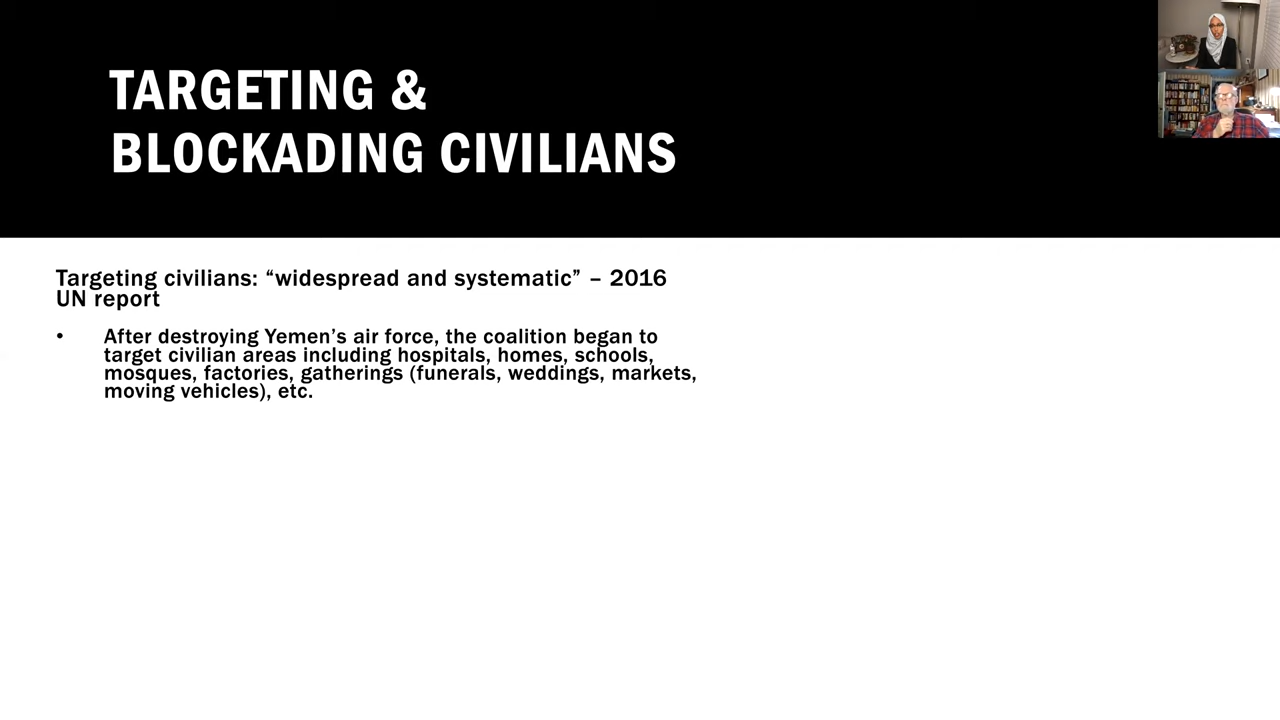 TARGETING &
BLOCKADING CIVILIANS
Targeting civilians: “widespread and systematic” – 2016
UN report
• After destroying Yemen’s air force, the coalition began to
target civilian areas including hospitals, homes, schools,
mosques, factories, gatherings (funerals, weddings, markets,
moving vehicles), etc.